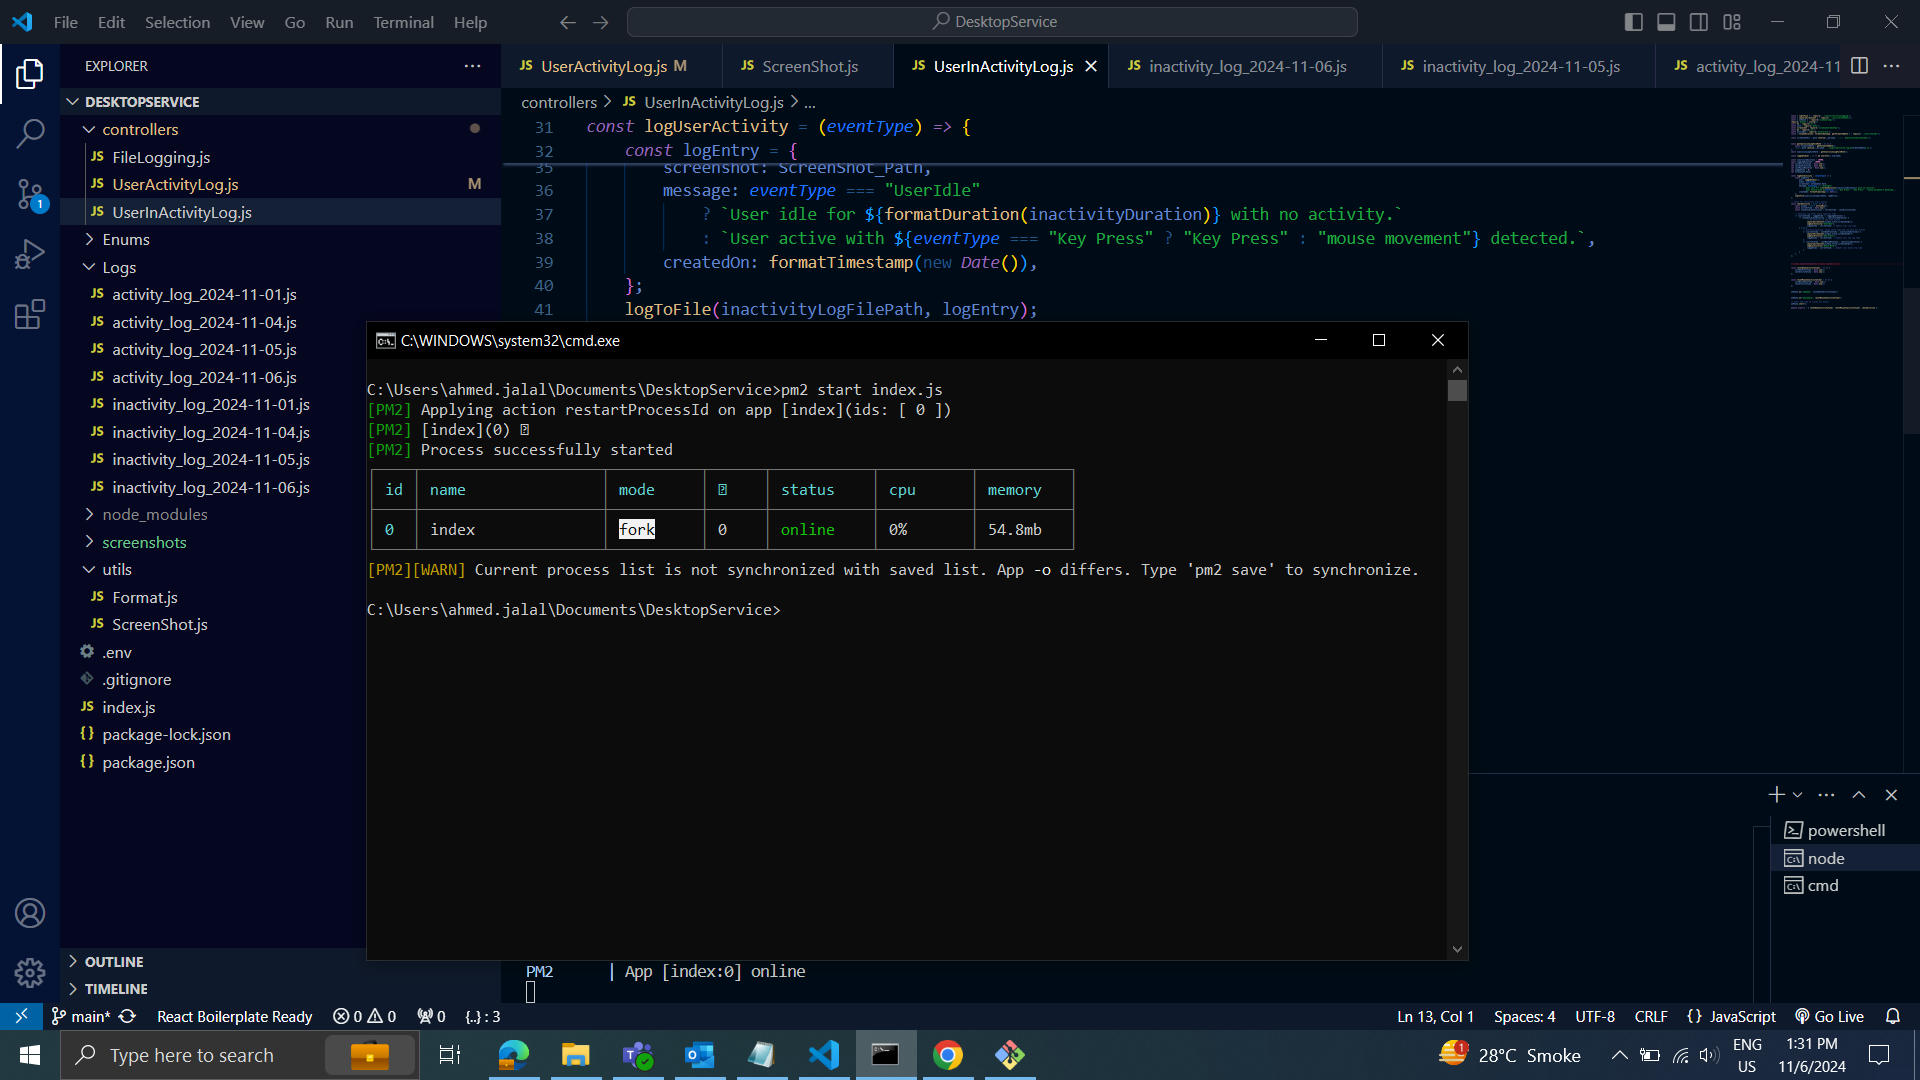 File Edit Selection View Go Run Terminal Help
DesktopService
EXPLORER
DESKTOPSERVICE
controllers
JS FileLogging.js
JS UserActivityLog.js M
JS UserInActivityLog.js
Enums
Logs
JS activity_log_2024-11-01.js
JS activity_log_2024-11-04.js
JS activity_log_2024-11-05.js
JS activity_log_2024-11-06.js
JS inactivity_log_2024-11-01.js
JS inactivity_log_2024-11-04.js
JS inactivity_log_2024-11-05.js
JS inactivity_log_2024-11-06.js
node_modules
screenshots
utils
JS Format.js
JS ScreenShot.js
.env
.gitignore
JS index.js
{} package-lock.json
{} package.json
OUTLINE
TIMELINE
1
JS UserActivityLog.js M
JS ScreenShot.js
JS UserInActivityLog.js
JS inactivity_log_2024-11-06.js
JS inactivity_log_2024-11-05.js
JS activity_log_2024-11
controllers > JS UserInActivityLog.js > ...
31 const logUserActivity = (eventType) => {
32 const logEntry = {
35 screenshot: ScreenShot_Path,
36 message: eventType === "UserIdle"
37 ? `User idle for ${formatDuration(inactivityDuration)} with no activity.`
38 : `User active with ${eventType === "Key Press" ? "Key Press" : "mouse movement"} detected.`,
39 createdOn: formatTimestamp(new Date()),
40 };
41 logToFile(inactivityLogFilePath, logEntry);
C:\WINDOWS\system32\cmd.exe
C:\Users\ahmed.jalal\Documents\DesktopService>pm2 start index.js
[PM2] Applying action restartProcessId on app [index](ids: [ 0 ])
[PM2] [index](0)
[PM2] Process successfully started
id name mode status cpu memory
0 index fork 0 online 0% 54.8mb
[PM2][WARN] Current process list is not synchronized with saved list. App -o differs. Type 'pm2 save' to synchronize.
C:\Users\ahmed.jalal\Documents\DesktopService>
powershell
node
cmd
PM2 | App [index:0] online
main* React Boilerplate Ready 0 0 0 {..} : 3
Ln 13, Col 1 Spaces: 4 UTF-8 CRLF {} JavaScript Go Live
Type here to search
1 28°C Smoke
ENG
US
1:31 PM
11/6/2024